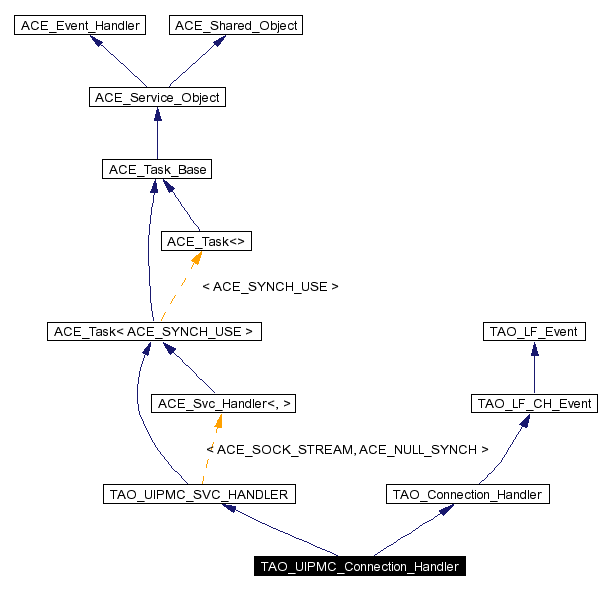 ACE_Event_Handler
ACE_Shared_Object
ACE_Service_Object
ACE_Task_Base
ACE_Task<>
< ACE_SYNCH_USE >
ACE_Task< ACE_SYNCH_USE >
TAO_LF_Event
ACE_Svc_Handler<, >
TAO_LF_CH_Event
< ACE_SOCK_STREAM, ACE_NULL_SYNCH >
TAO_UIPMC_SVC_HANDLER
TAO_Connection_Handler
TAO_UIPMC_Connection_Handler